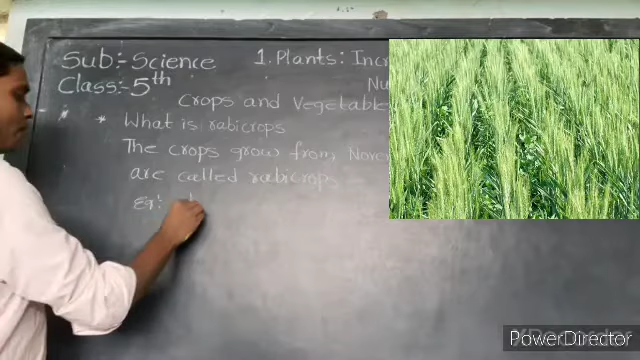 Sub:- Science 1. Plants: Incr
Class:- 5th Nu
Crops and Vegetable
* * What is rabicrops
The crops grow from, Nove
are called rabicrops
Ex:
PowerDirector